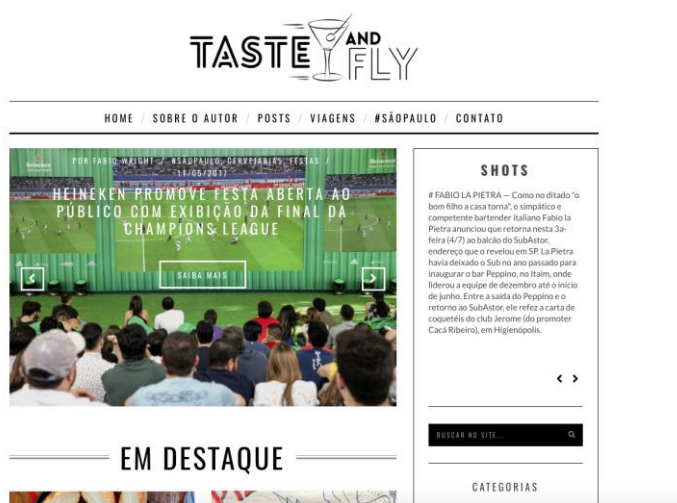 TASTE AND FLY
HOME / SOBRE O AUTOR / POSTS / VIAGENS / #SÃOPAULO / CONTATO
POR FABIO WRIGHT / #SAOPAULO, CERVEJARIAS, FESTAS /
11/05/2017
HEINEKEN PROMOVE FESTA ABERTA AO
PÚBLICO COM EXIBIÇÃO DA FINAL DA
CHAMPIONS LEAGUE
SAIBA MAIS
EM DESTAQUE
SHOTS
# FABIO LA PIETRA — Como no ditado "o
bom filho a casa torna", o simpático e
competente bartender italiano Fabio la
Pietra anunciou que retorna nesta 3a-
feira (4/7) ao balcão do SubAstor,
endereço que o revelou em SP. La Pietra
havia deixado o Sub no ano passado para
inaugurar o bar Peppino, no Itaim, onde
liderou a equipe de dezembro até o início
de junho. Entre a saída do Peppino e o
retorno ao SubAstor, ele refez a carta de
coquetéis do club Jerome (do promoter
Cacá Ribeiro), em Higienópolis.
BUSCAR NO SITE...
CATEGORIAS